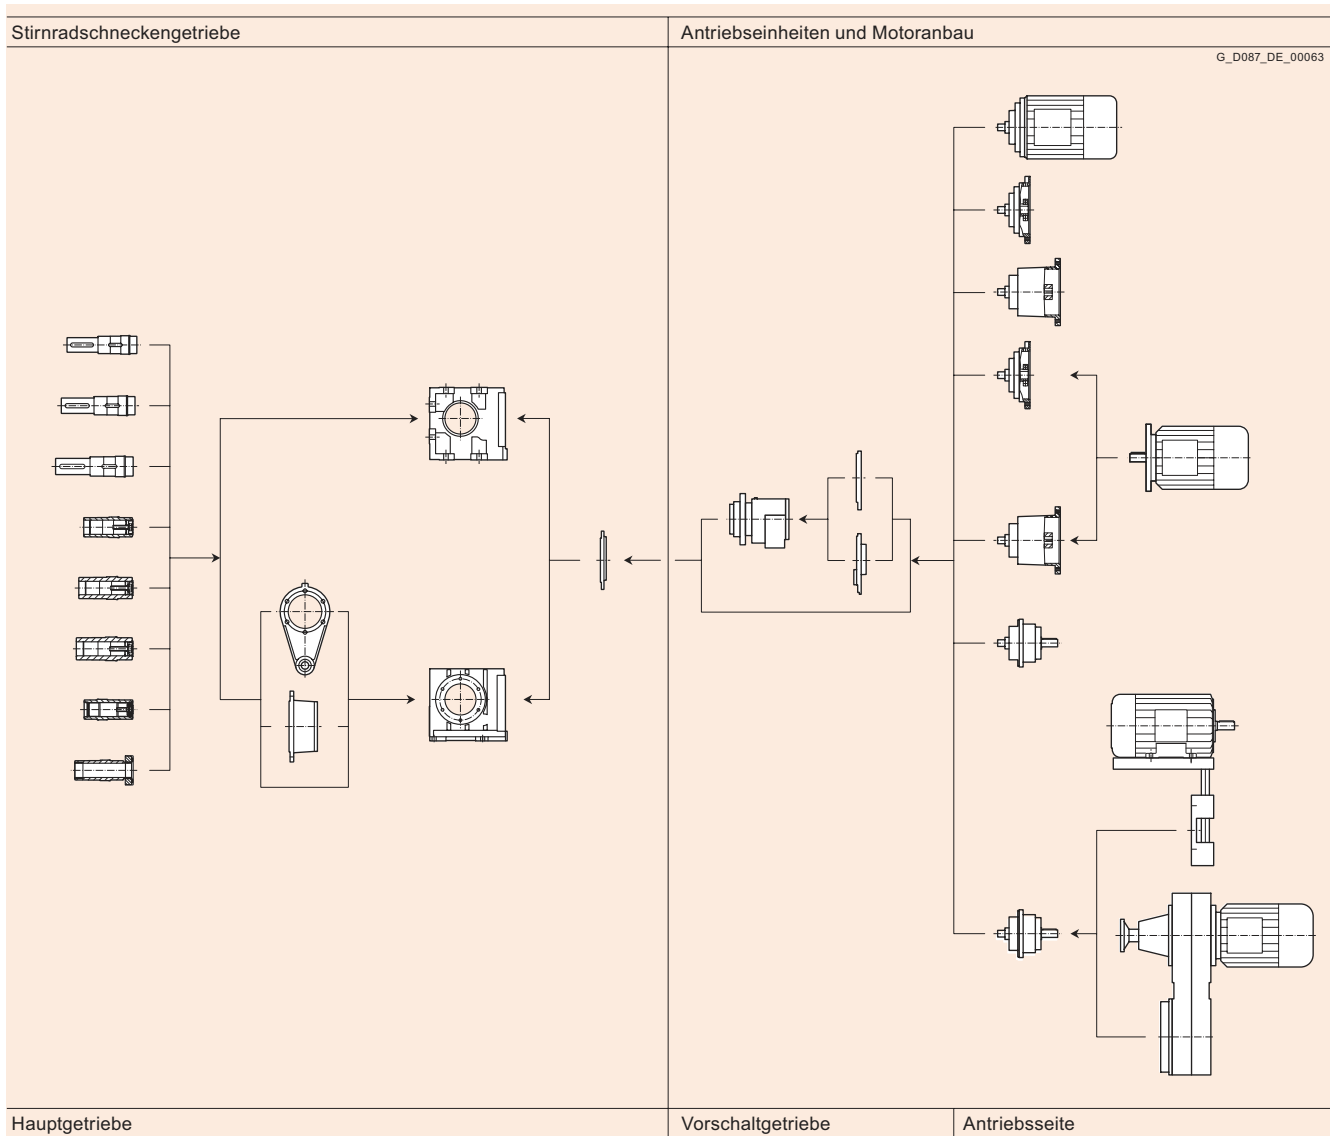 Stirnradschneckengetriebe
Antriebseinheiten und Motoranbau
G_D087_DE_00063
Hauptgetriebe
Vorschaltgetriebe
Antriebsseite